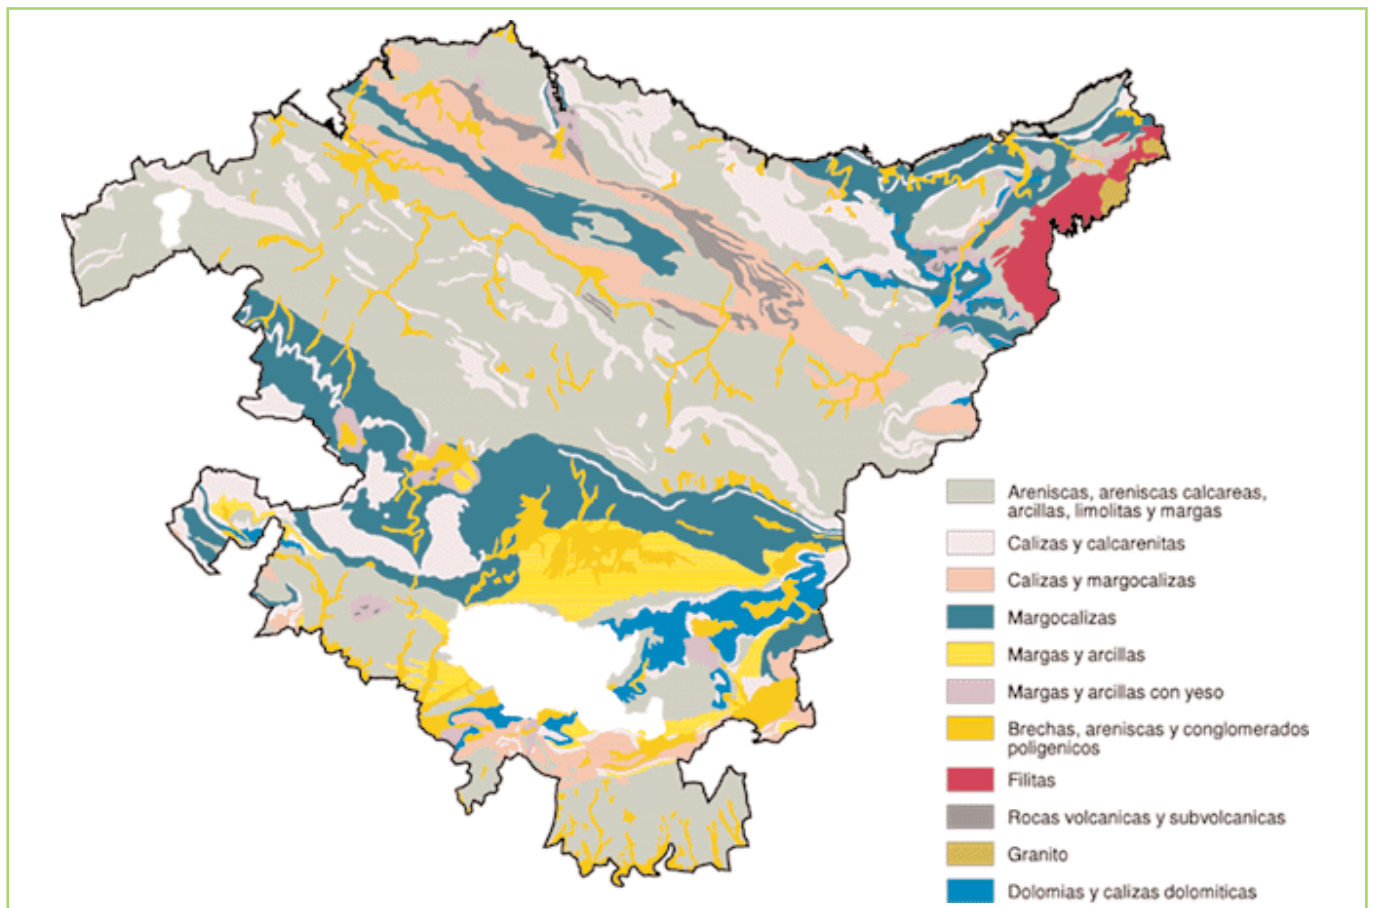 Areniscas, areniscas calcareas,
arcillas, limolitas y margas
Calizas y calcarenitas
Calizas y margocalizas
Margocalizas
Margas y arcillas
Margas y arcillas con yeso
Brechas, areniscas y conglomerados
poligenicos
Filitas
Rocas volcanicas y subvolcanicas
Granito
Dolomias y calizas dolomiticas